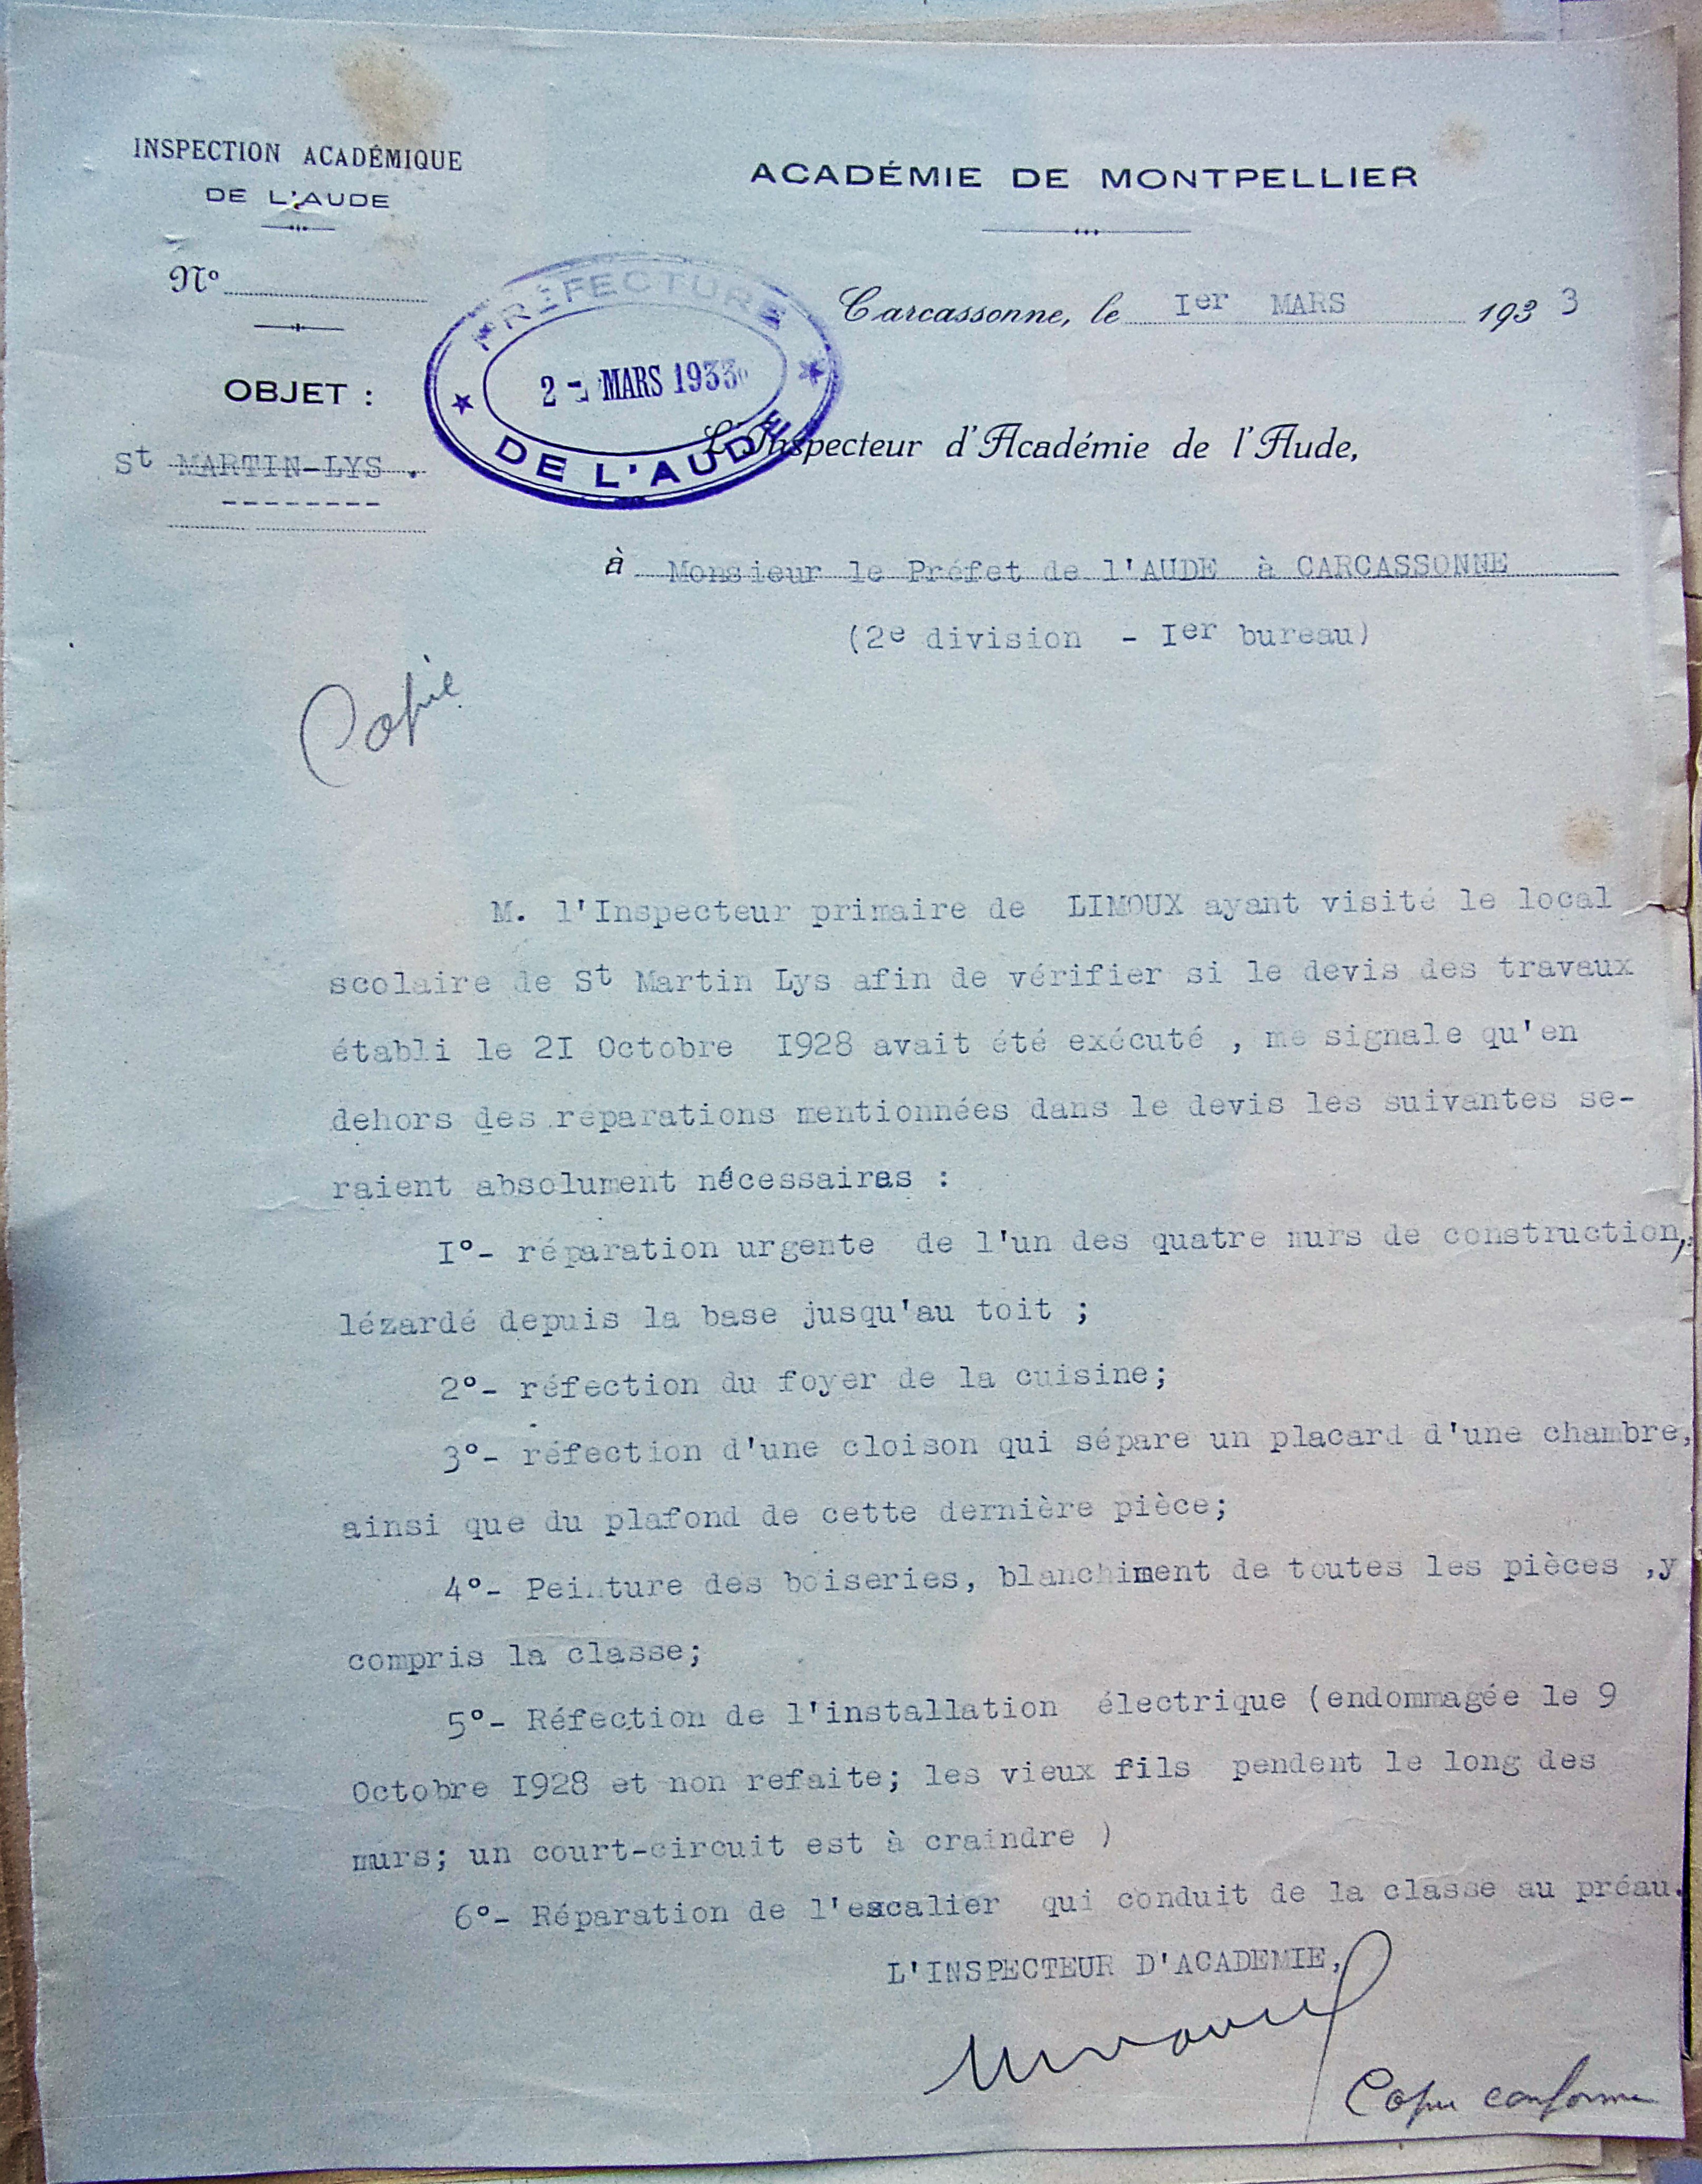 INSPECTION ACADÉMIQUE
DE L'AUDE
ACADÉMIE DE MONTPELLIER
N°
Carcassonne, le Ier MARS 1933
PRÉFECTURE
2 - MARS 1933
DE L'AUDE
OBJET :
St MARTIN-LYS .
--------
L'Inspecteur d'Académie de l'Aude,
à Monsieur le Préfet de l'AUDE à CARCASSONNE
(2e division - Ier bureau)
Copie
M. l'Inspecteur primaire de LIMOUX ayant visité le local
scolaire de St Martin Lys afin de vérifier si le devis des travaux
établi le 2I Octobre I928 avait été exécuté , me signale qu'en
dehors des réparations mentionnées dans le devis les suivantes se-
raient absolument nécessaires :
I°- réparation urgente de l'un des quatre murs de construction,
lézardé depuis la base jusqu'au toit ;
2°- réfection du foyer de la cuisine;
3°- réfection d'une cloison qui sépare un placard d'une chambre,
ainsi que du plafond de cette dernière pièce;
4°- Peinture des boiseries, blanchiment de toutes les pièces ,y
compris la classe;
5°- Réfection de l'installation électrique (endommagée le 9
Octobre I928 et non refaite; les vieux fils pendent le long des
murs; un court-circuit est à craindre )
6°- Réparation de l'escalier qui conduit de la classe au préau.
L'INSPECTEUR D'ACADEMIE,
Copie conforme